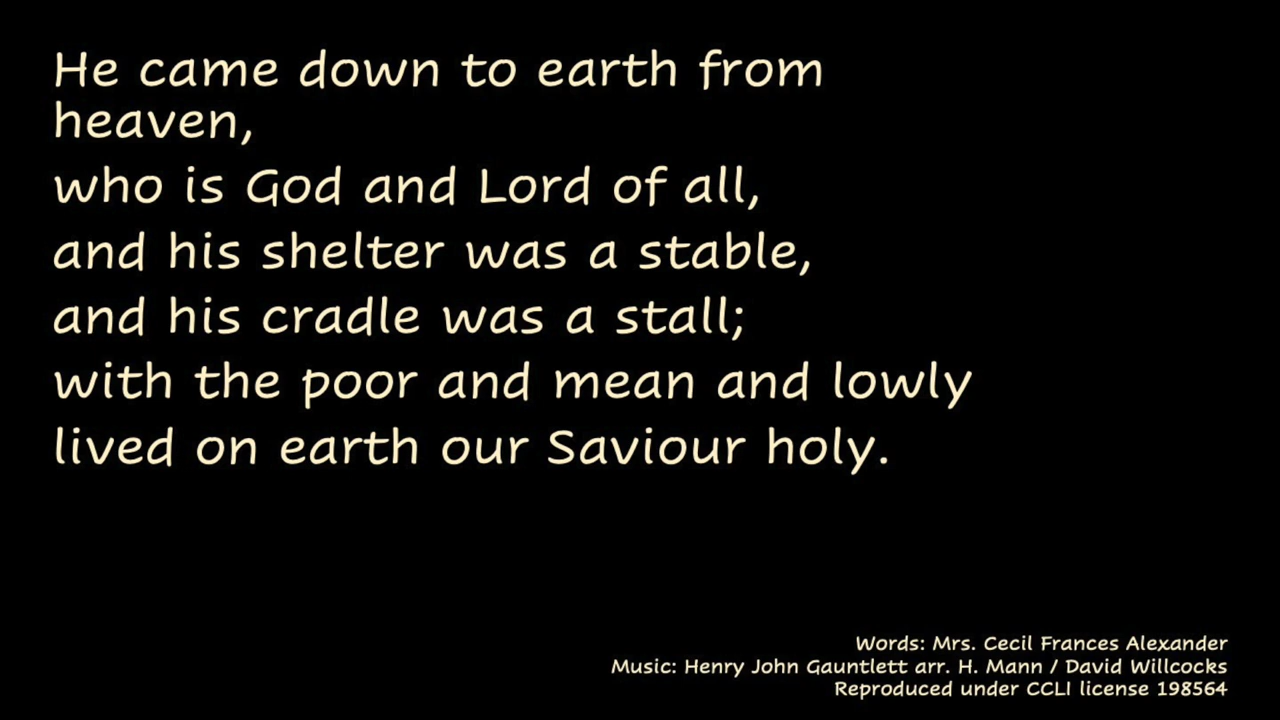 He came down to earth from
heaven,
who is God and Lord of all,
and his shelter was a stable,
and his cradle was a stall;
with the poor and mean and lowly
lived on earth our Saviour holy.
Words: Mrs. Cecil Frances Alexander
Music: Henry John Gauntlett arr. H. Mann / David Willcocks
Reproduced under CCLI license 198564